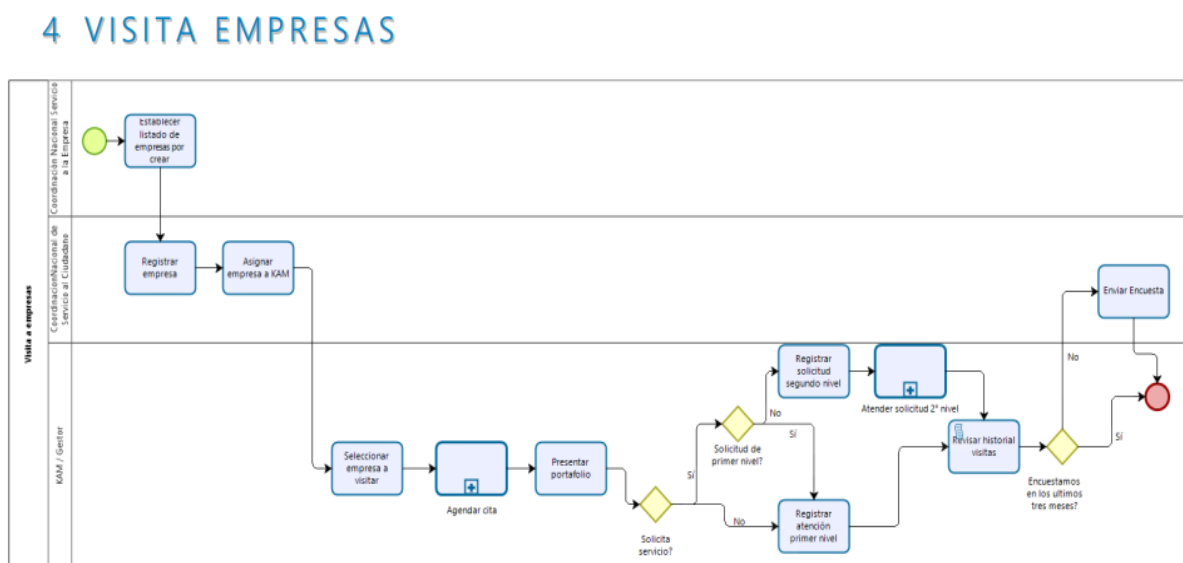 4 VISITA EMPRESAS
Visita a empresas
Coordinación Nacional Servicio
a la Empresa
Establecer
listado de
empresas por
crear
CoordinacionNacional de
Servicio al Ciudadano
Registrar
empresa
Asignar
empresa a KAM
Enviar Encuesta
KAM / Gestor
Seleccionar
empresa a
visitar
Agendar cita
Presentar
portafolio
Solicita
servicio?
Sí
No
Solicitud de
primer nivel?
No
Sí
Registrar
solicitud
segundo nivel
Atender solicitud 2° nivel
Registrar
atención
primer nivel
Revisar historial
visitas
Encuestamos
en los ultimos
tres meses?
No
Sí